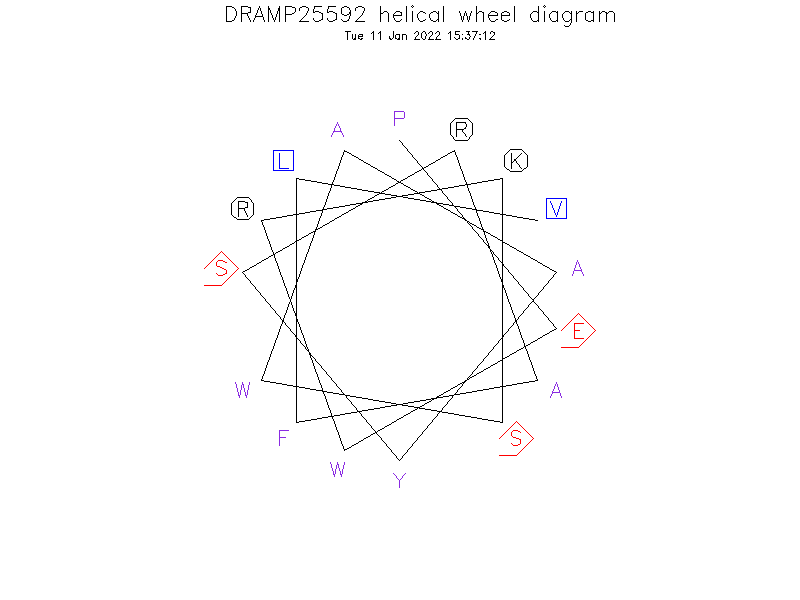 DRAMP25592 helical wheel diagram
Tue 11 Jan 2022 15:37:12
P
A
R
L
K
R
V
S
A
E
W
A
F
S
W
Y